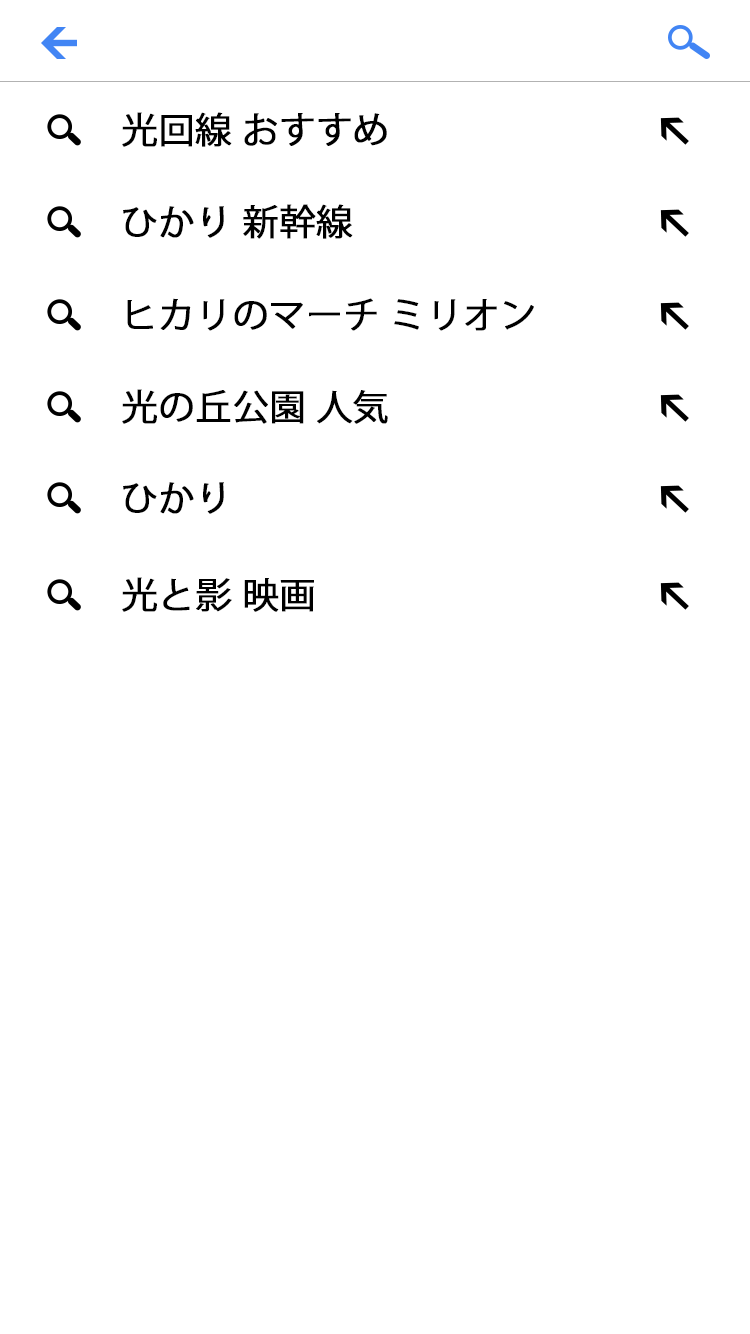 光回線 おすすめ
ひかり 新幹線
ヒカリのマーチ ミリオン
光の丘公園 人気
ひかり
光と影 映画